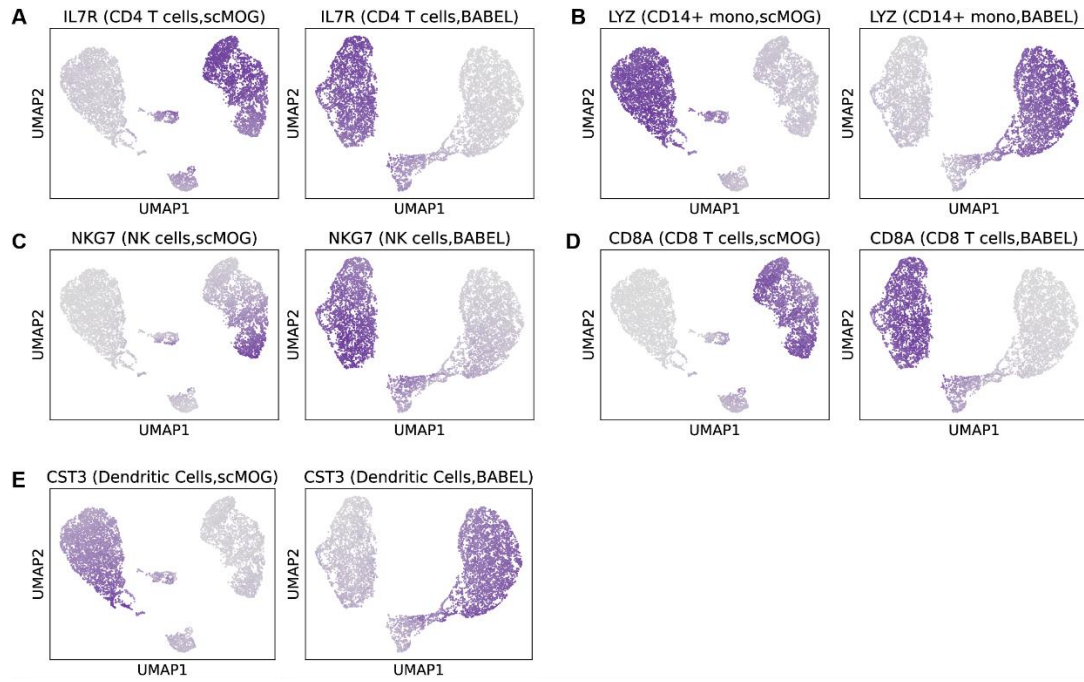 A
IL7R (CD4 T cells,scMOG)
UMAP2
UMAP1
IL7R (CD4 T cells,BABEL)
UMAP2
UMAP1
B
LYZ (CD14+ mono,scMOG)
UMAP2
UMAP1
LYZ (CD14+ mono,BABEL)
UMAP2
UMAP1
C
NKG7 (NK cells,scMOG)
UMAP2
UMAP1
NKG7 (NK cells,BABEL)
UMAP2
UMAP1
D
CD8A (CD8 T cells,scMOG)
UMAP2
UMAP1
CD8A (CD8 T cells,BABEL)
UMAP2
UMAP1
E
CST3 (Dendritic Cells,scMOG)
UMAP2
UMAP1
CST3 (Dendritic Cells,BABEL)
UMAP2
UMAP1